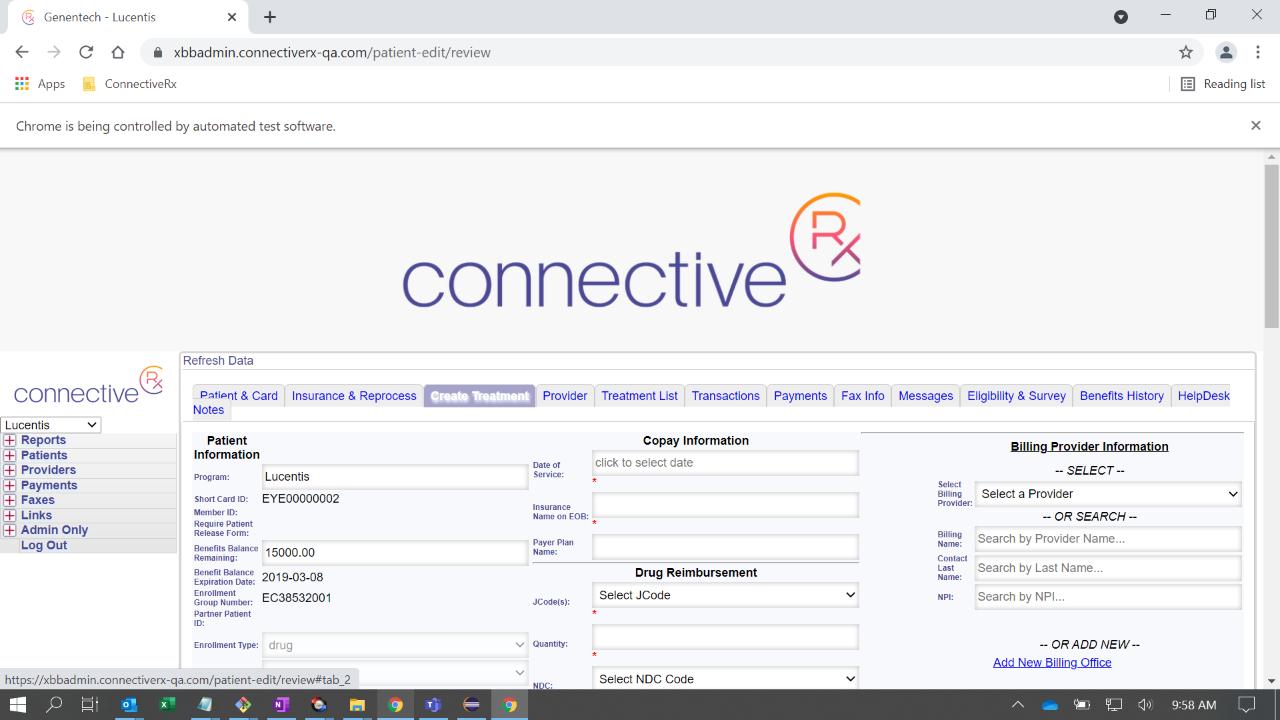 Genentech - Lucentis
xbbadmin.connectiverx-qa.com/patient-edit/review
Apps ConnectiveRx Reading list
Chrome is being controlled by automated test software.
connective Rx
connective Rx
Lucentis
Reports
Patients
Providers
Payments
Faxes
Links
Admin Only
Log Out
Refresh Data
Patient & Card Insurance & Reprocess Create Treatment Provider Treatment List Transactions Payments Fax Info Messages Eligibility & Survey Benefits History HelpDesk
Notes
Patient
Information
Program: Lucentis
Short Card ID: EYE00000002
Member ID:
Require Patient
Release Form:
Benefits Balance
Remaining: 15000.00
Benefit Balance
Expiration Date: 2019-03-08
Enrollment
Group Number: EC38532001
Partner Patient
ID:
Enrollment Type: drug
Copay Information
Date of
Service: click to select date
*
Insurance
Name on EOB:
*
Payer Plan
Name:
Drug Reimbursement
JCode(s): Select JCode
*
Quantity:
*
NDC: Select NDC Code
Billing Provider Information
-- SELECT --
Select
Billing
Provider: Select a Provider
-- OR SEARCH --
Billing
Name: Search by Provider Name...
Contact
Last
Name: Search by Last Name...
NPI: Search by NPI...
-- OR ADD NEW --
Add New Billing Office
https://xbbadmin.connectiverx-qa.com/patient-edit/review#tab_2
9:58 AM